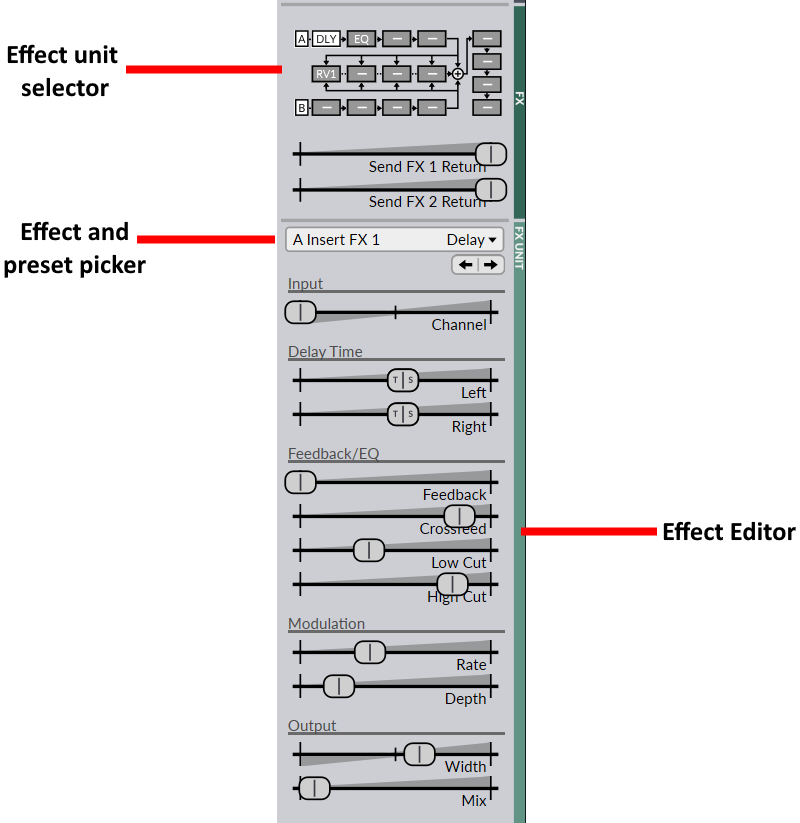 Effect unit
selector
A DLY EQ
RV1
B
FX
Send FX 1 Return
Send FX 2 Return
Effect and
preset picker
A Insert FX 1 Delay
FX UNIT
Input
Channel
Delay Time
T S
Left
T S
Right
Feedback/EQ
Feedback
Crossfeed
Low Cut
High Cut
Effect Editor
Modulation
Rate
Depth
Output
Width
Mix